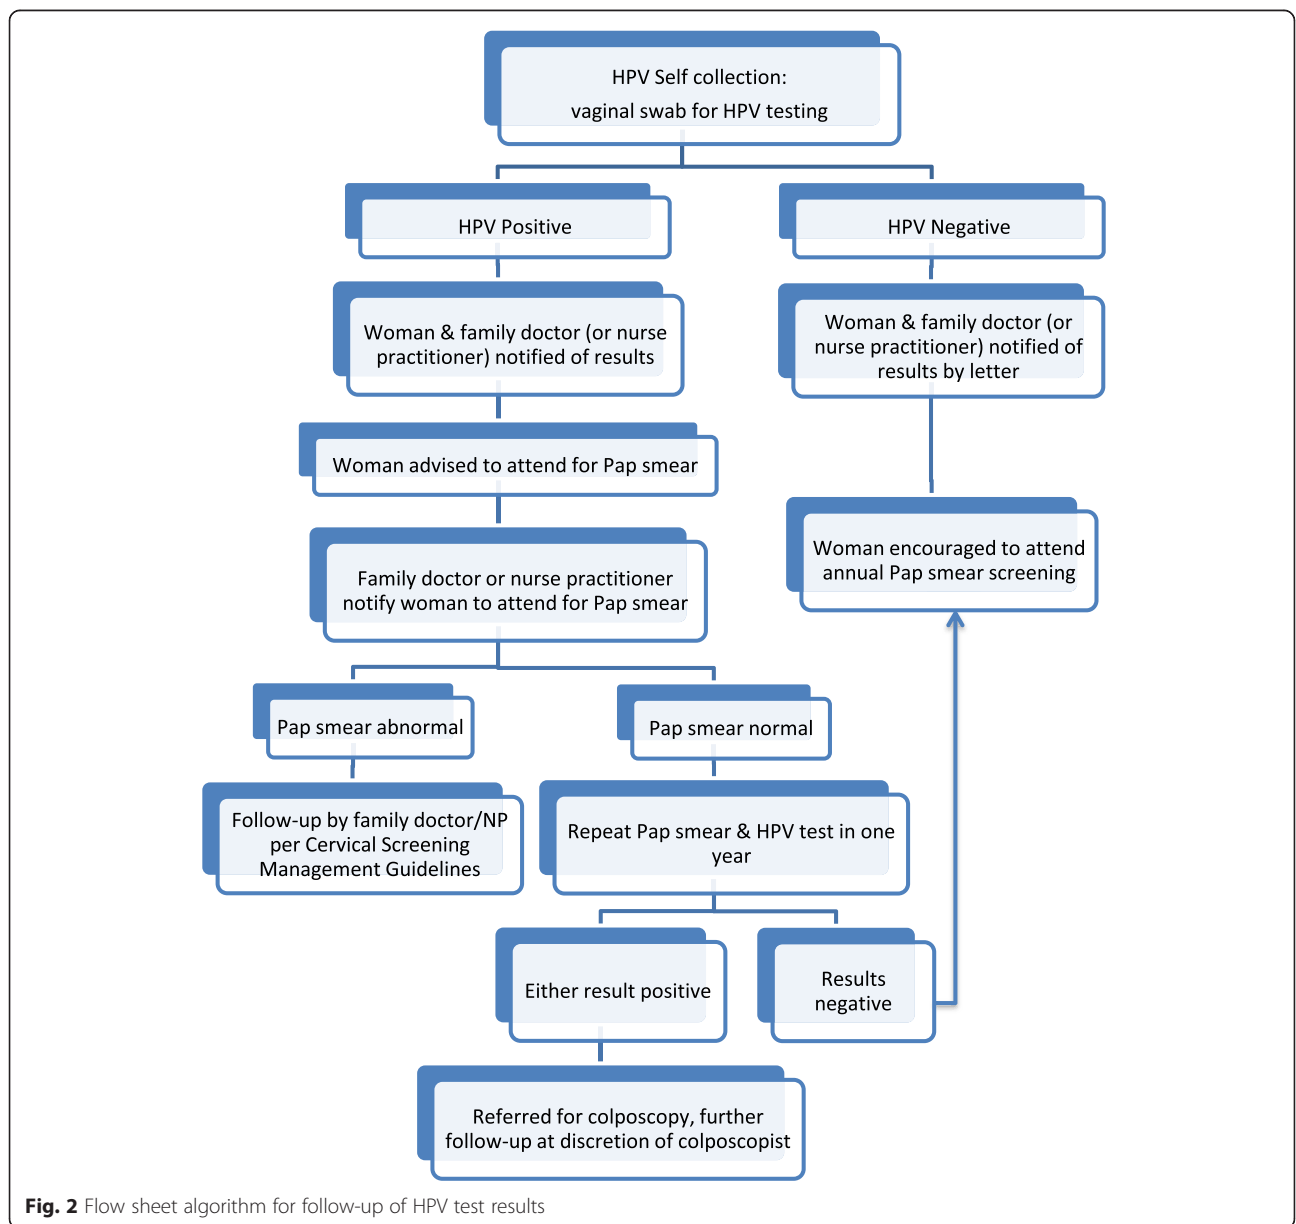 HPV Self collection:
vaginal swab for HPV testing
HPV Positive
HPV Negative
Woman & family doctor (or nurse
practitioner) notified of results
Woman & family doctor (or
nurse practitioner) notified of
results by letter
Woman advised to attend for Pap smear
Woman encouraged to attend
annual Pap smear screening
Family doctor or nurse practitioner
notify woman to attend for Pap smear
Pap smear abnormal
Pap smear normal
Follow-up by family doctor/NP
per Cervical Screening
Management Guidelines
Repeat Pap smear & HPV test in one
year
Either result positive
Results
negative
Referred for colposcopy, further
follow-up at discretion of colposcopist
Fig. 2 Flow sheet algorithm for follow-up of HPV test results